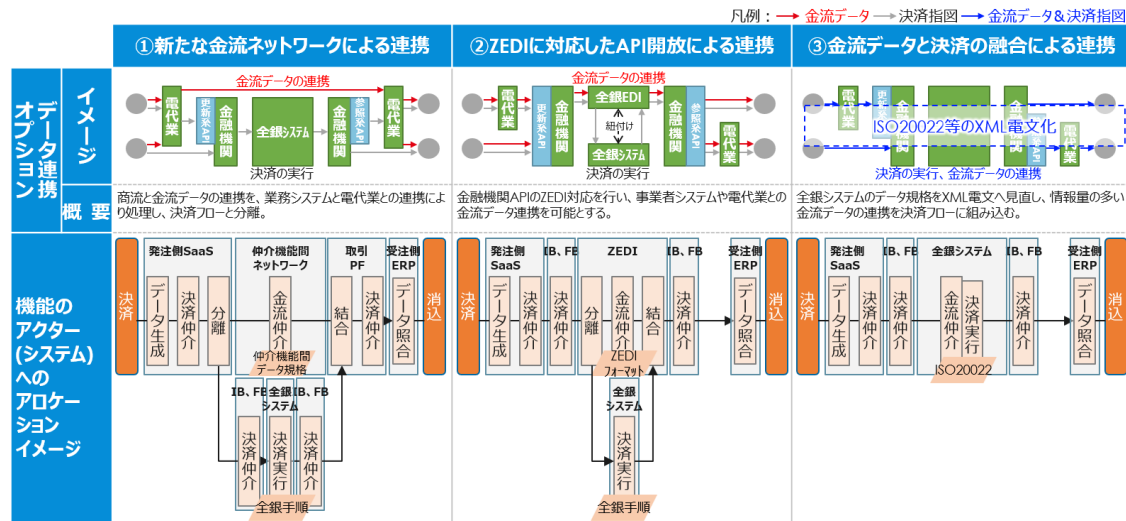 凡例：→金流データ→決済指図→金流データ＆決済指図
①新たな金流ネットワークによる連携
②ZEDIに対応したAPI開放による連携
③金流データと決済の融合による連携
データ連携オプション
イメージ
金流データの連携
電代業
更新系API
金融機関
全銀システム
金融機関
参照系API
電代業
決済の実行
金流データの連携
電代業
更新系API
金融機関
全銀EDI
紐付け
全銀システム
金融機関
参照系API
電代業
決済の実行
電代業
更新系API
金融機関
ISO20022等のXML電文化
金融機関
電代業
決済の実行、金流データの連携
概 要
商流と金流データの連携を、業務システムと電代業との連携によ
り処理し、決済フローと分離。
金融機関APIのZEDI対応を行い、事業者システムや電代業との
金流データ連携を可能とする。
全銀システムのデータ規格をXML電文へ見直し、情報量の多い
金流データの連携を決済フローに組み込む。
機能の
アクター
(システム)
への
アロケー
ション
イメージ
決済
発注側SaaS
データ生成
決済仲介
分離
仲介機能間
ネットワーク
金流仲介
仲介機能間
データ規格
取引
PF
結合
決済仲介
受注側
ERP
データ照合
消込
IB、FB
決済仲介
全銀
システム
決済実行
IB、FB
決済仲介
全銀手順
決済
発注側
SaaS
データ生成
決済仲介
IB、FB
決済仲介
ZEDI
分離
金流仲介
結合
ZEDI
フォーマット
IB、FB
決済仲介
受注側
ERP
データ照合
消込
全銀
システム
決済実行
全銀手順
決済
発注側
SaaS
データ生成
決済仲介
IB、FB
決済仲介
全銀システム
金流仲介
決済実行
ISO20022
IB、FB
決済仲介
受注側
ERP
データ照合
消込